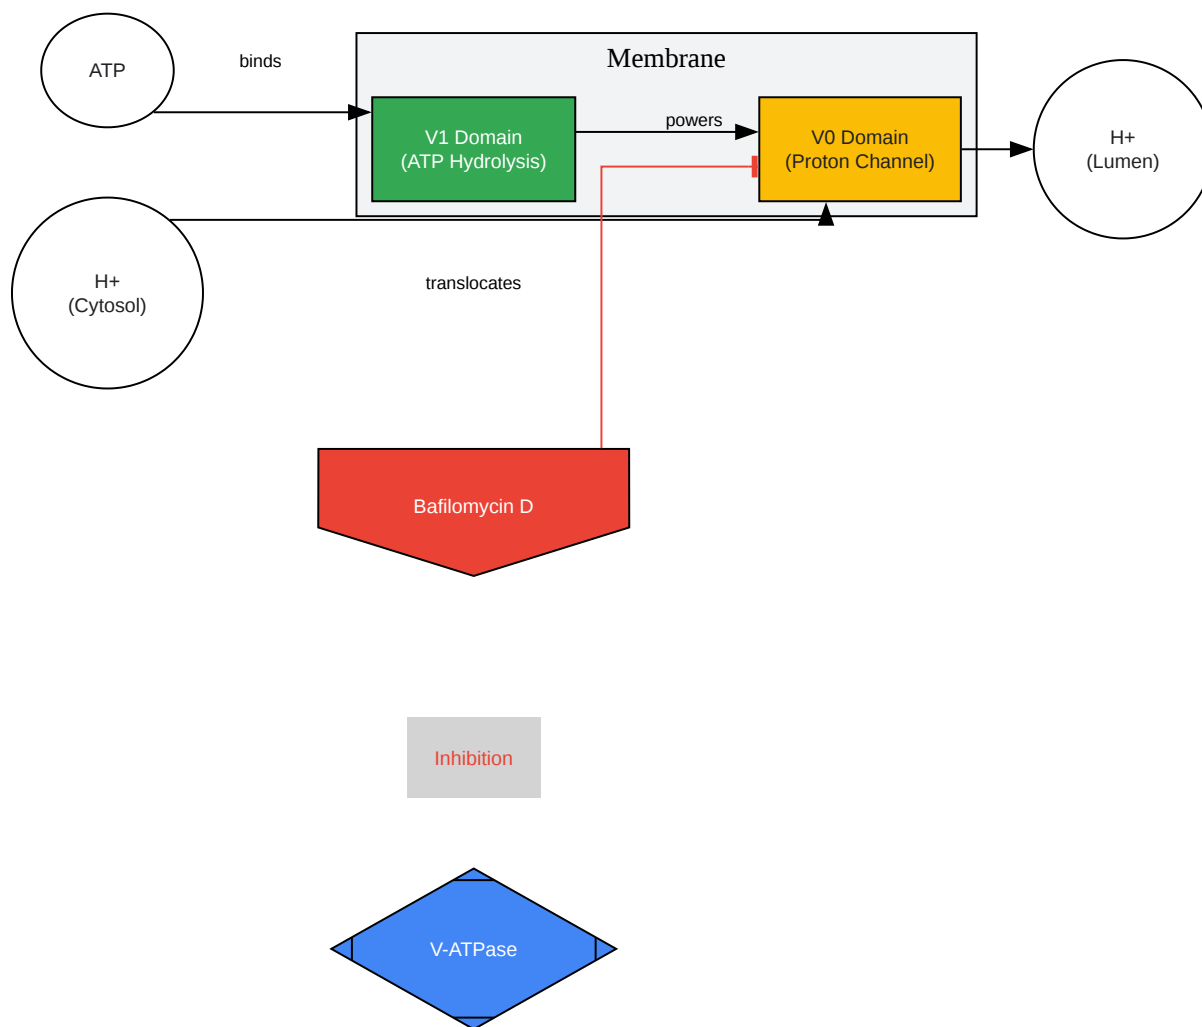 ATP
binds
Membrane
V1 Domain
(ATP Hydrolysis)
powers
V0 Domain
(Proton Channel)
H+
(Lumen)
H+
(Cytosol)
translocates
Bafilomycin D
Inhibition
V-ATPase